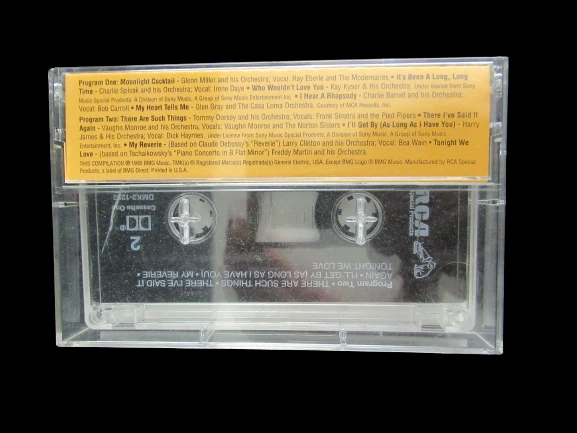 Program One: Moonlight Cocktail - Glenn Miller and his Orchestra; Vocal: Ray Eberle and The Modernaires • It's Been A Long, Long
Time - Charlie Spivak and his Orchestra; Vocal: Irene Daye • Who Wouldn't Love You - Kay Kyser & His Orchestra. Under license from Sony
Music Special Products, A Division of Sony Music, A Group of Sony Music Entertainment Inc. • I Hear A Rhapsody - Charlie Barnet and his Orchestra;
Vocal: Bob Carroll • My Heart Tells Me - Glen Gray and The Casa Loma Orchestra. Courtesy of MCA Records, Inc.
Program Two: There Are Such Things - Tommy Dorsey and his Orchestra, Vocals: Frank Sinatra and the Pied Pipers • There I've Said It
Again - Vaughn Monroe and his Orchestra, Vocals: Vaughn Monroe and The Norton Sisters • I'll Get By (As Long As I Have You) - Harry
James & His Orchestra; Vocal: Dick Haymes. Under License From Sony Music Special Products, A Division of Sony Music, A Group of Sony Music
Entertainment, Inc. • My Reverie - (Based on Claude Debussy's "Reverie") Larry Clinton and his Orchestra; Vocal: Bea Wain • Tonight We
Love - (based on Tschaikowsky's "Piano Concerto in B Flat Minor") Freddy Martin and his Orchestra.
THIS COMPILATION ℗ 1998 BMG Music. TMK(s) ® Registered Marca(s) Registrada(s) General Electric, USA. Except BMG Logo ® BMG Music. Manufactured by RCA Special
Products, a label of BMG Direct. Printed in U.S.A.
RCA
Special Products
Cassette One
2
Program Two • THERE ARE SUCH THINGS • THERE I'VE SAID IT
AGAIN • I'LL GET BY (AS LONG AS I HAVE YOU) • MY REVERIE •
TONIGHT WE LOVE